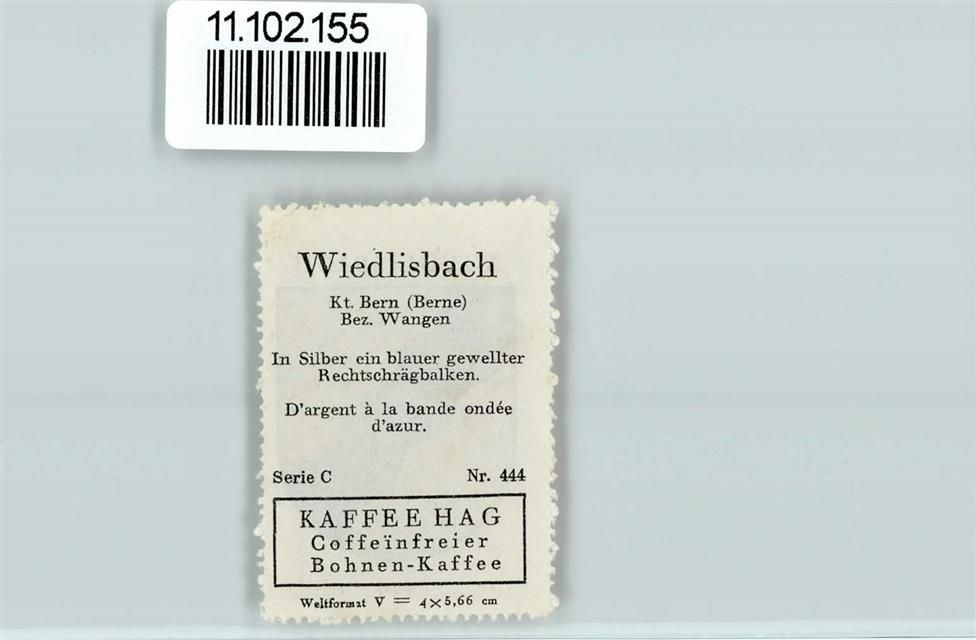 11.102.155
Wiedlisbach
Kt. Bern (Berne)
Bez. Wangen
In Silber ein blauer gewellter
Rechtschrägbalken.
D'argent à la bande ondée
d'azur.
Serie C Nr. 444
KAFFEE HAG
Coffeïnfreier
Bohnen-Kaffee
Weltformat V = 4×5,66 cm